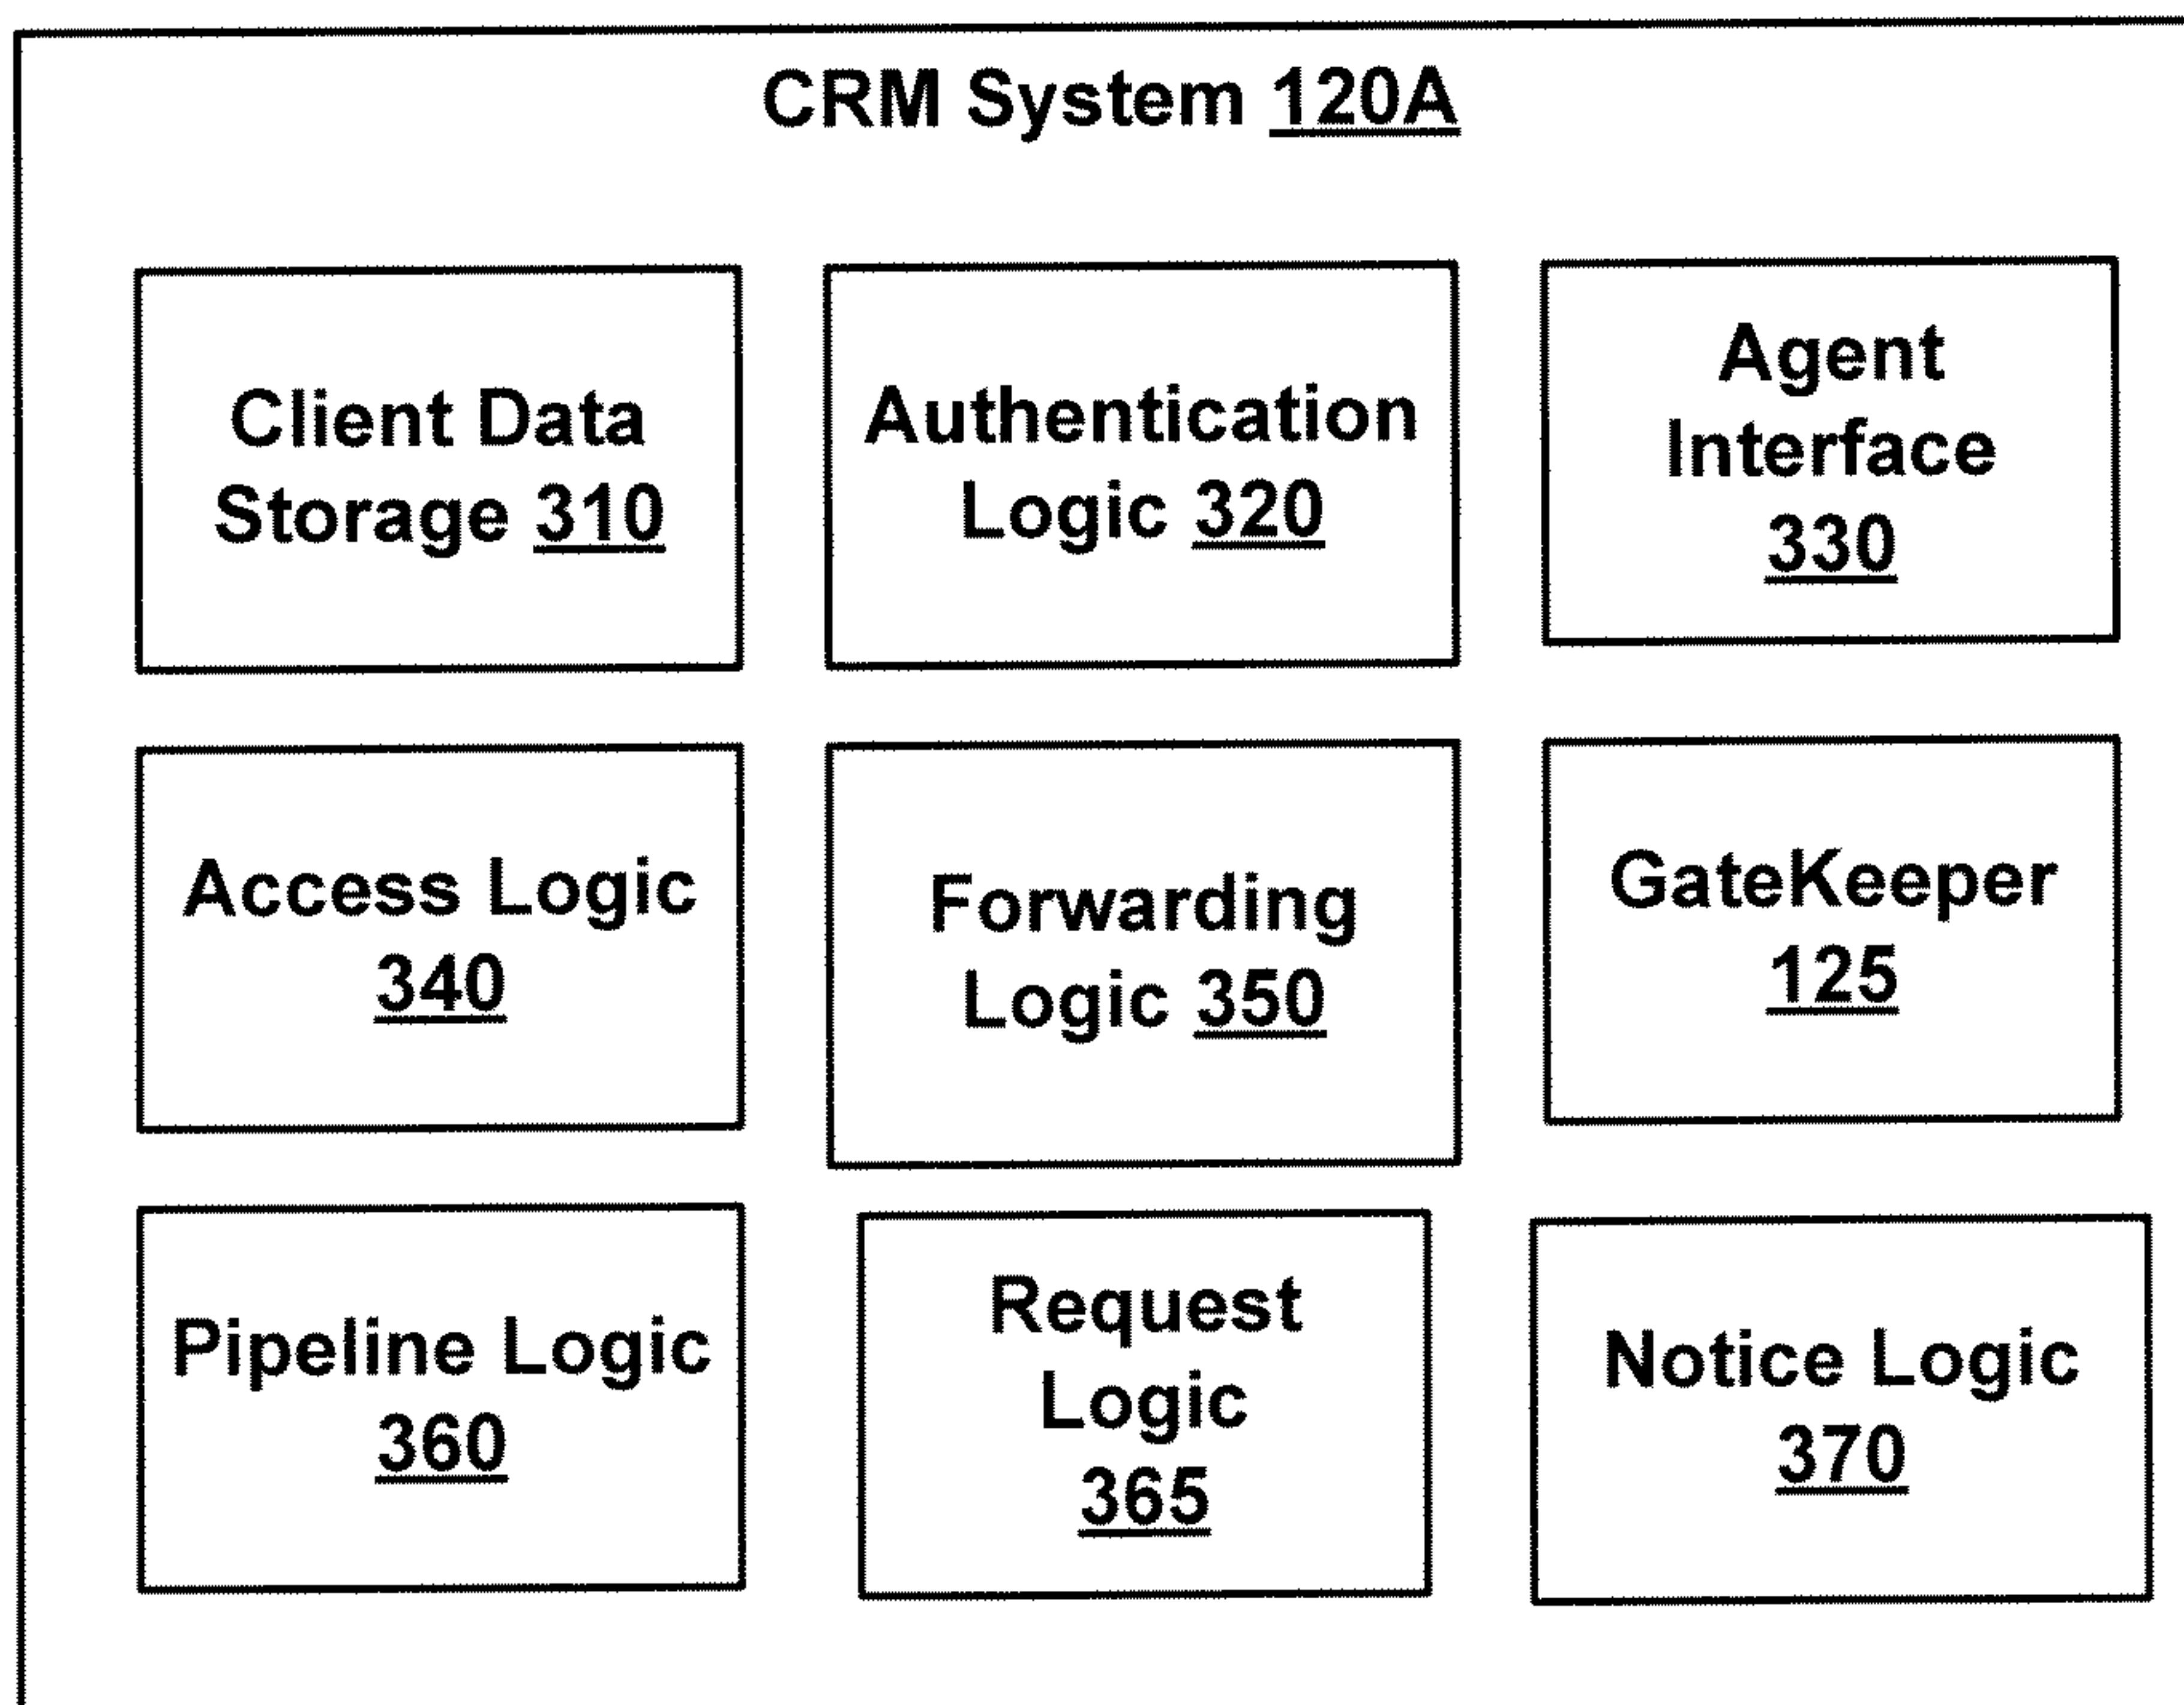 CRM System 120A
Client Data
Storage 310
Authentication
Logic 320
Agent
Interface
330
Access Logic
340
Forwarding
Logic 350
GateKeeper
125
Pipeline Logic
360
Request
Logic
365
Notice Logic
370